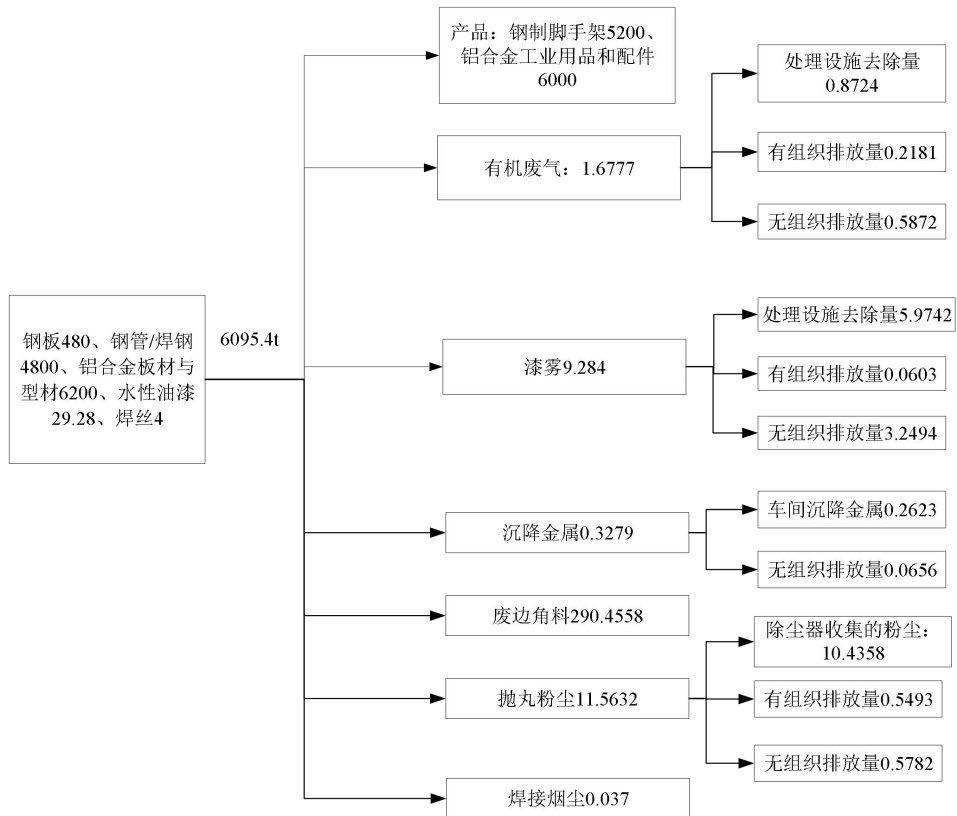 钢板480、钢管/焊钢
4800、铝合金板材与
型材6200、水性油漆
29.28、焊丝4
6095.4t
产品：钢制脚手架5200、
铝合金工业用品和配件
6000
有机废气：1.6777
处理设施去除量
0.8724
有组织排放量0.2181
无组织排放量0.5872
漆雾9.284
处理设施去除量5.9742
有组织排放量0.0603
无组织排放量3.2494
沉降金属0.3279
车间沉降金属0.2623
无组织排放量0.0656
废边角料290.4558
抛丸粉尘11.5632
除尘器收集的粉尘：
10.4358
有组织排放量0.5493
无组织排放量0.5782
焊接烟尘0.037